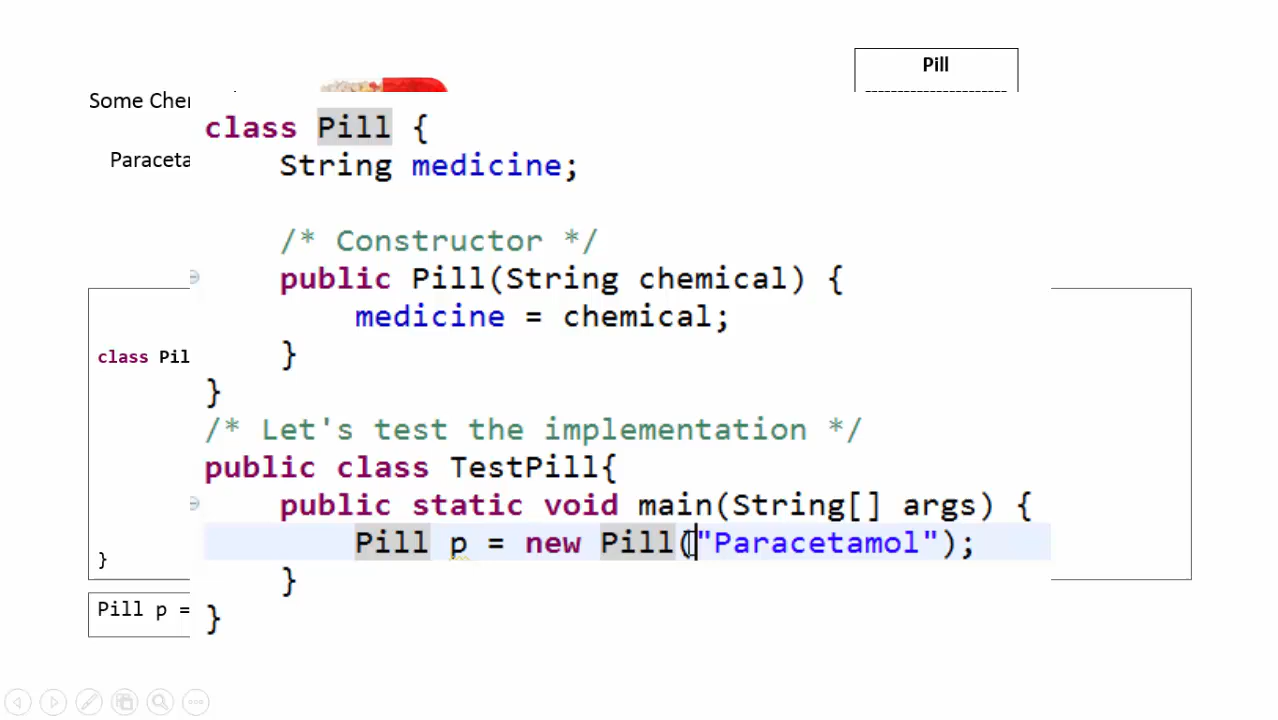 Pill
Some Che
class Pill {
Paraceta
String medicine;
/* Constructor */
public Pill(String chemical) {
medicine = chemical;
}
class Pil
}
/* Let's test the implementation */
public class TestPill{
public static void main(String[] args) {
Pill p = new Pill("Paracetamol");
}
}
}
Pill p =